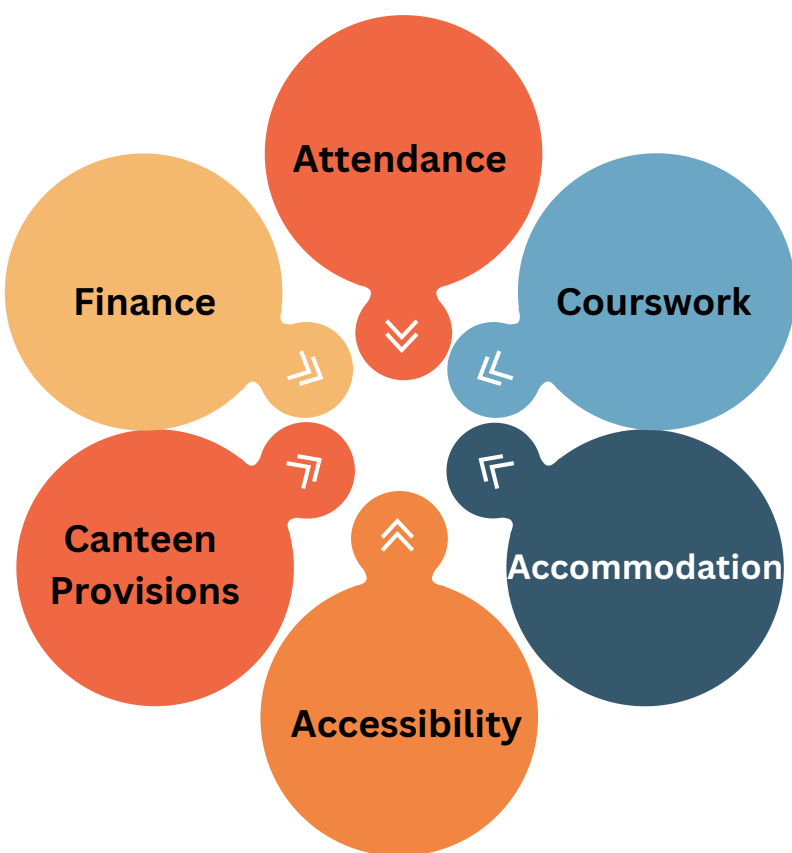 Attendance
Finance
Courswork
Canteen
Provisions
Accommodation
Accessibility